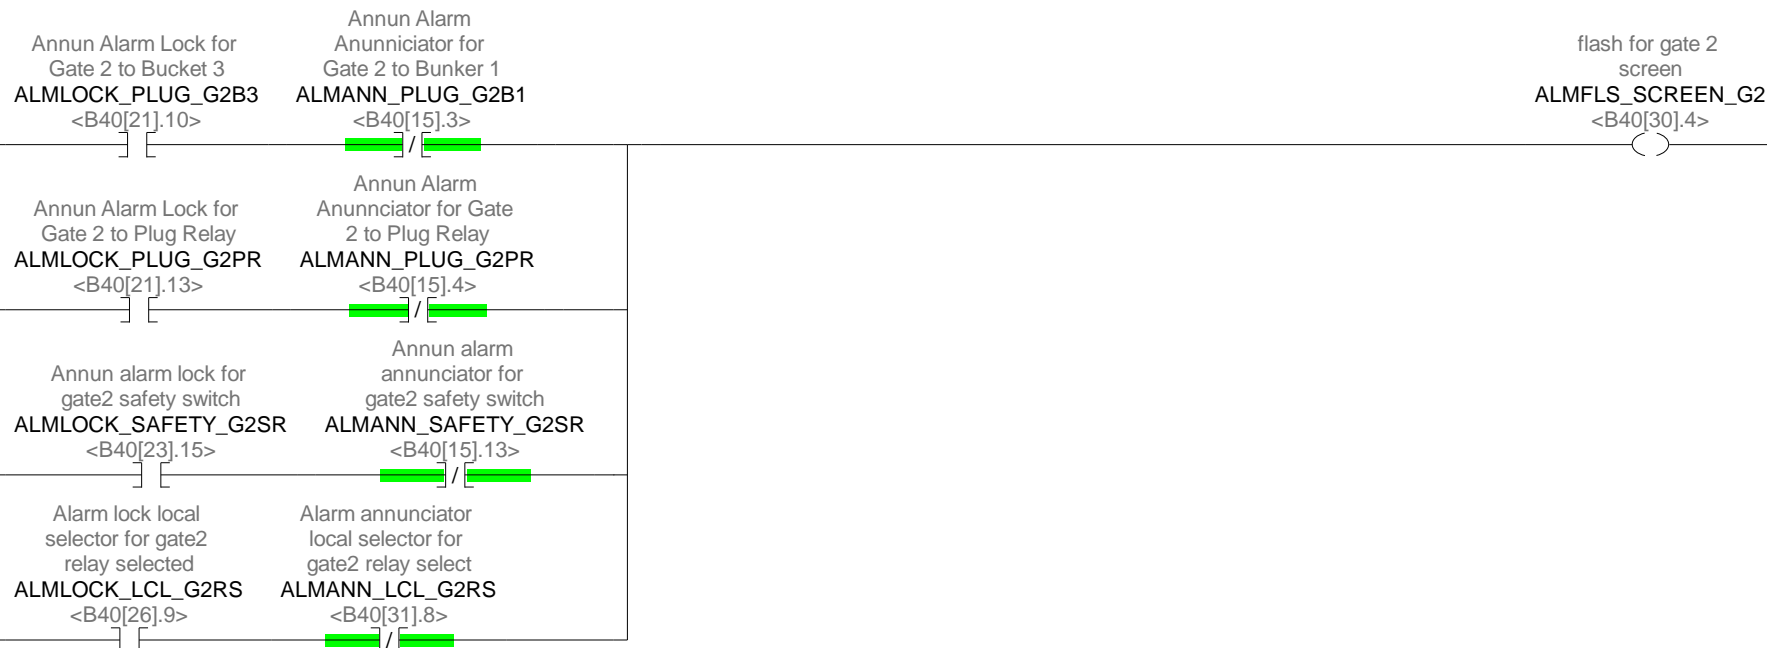 Annun Alarm Lock for
Gate 2 to Bucket 3
ALMLOCK_PLUG_G2B3
<B40[21].10>
Annun Alarm
Anunniciator for
Gate 2 to Bunker 1
ALMANN_PLUG_G2B1
<B40[15].3>
/
flash for gate 2
screen
ALMFLS_SCREEN_G2
<B40[30].4>
Annun Alarm Lock for
Gate 2 to Plug Relay
ALMLOCK_PLUG_G2PR
<B40[21].13>
Annun Alarm
Anunnciator for Gate
2 to Plug Relay
ALMANN_PLUG_G2PR
<B40[15].4>
/
Annun alarm lock for
gate2 safety switch
ALMLOCK_SAFETY_G2SR
<B40[23].15>
Annun alarm
annunciator for
gate2 safety switch
ALMANN_SAFETY_G2SR
<B40[15].13>
/
Alarm lock local
selector for gate2
relay selected
ALMLOCK_LCL_G2RS
<B40[26].9>
Alarm annunciator
local selector for
gate2 relay select
ALMANN_LCL_G2RS
<B40[31].8>
/